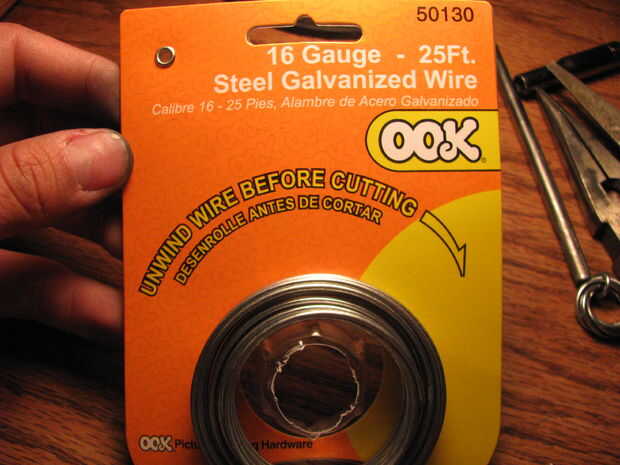 50130
16 Gauge - 25Ft.
Steel Galvanized Wire
Calibre 16 - 25 Pies, Alambre de Acero Galvanizado
OOK®
UNWIND WIRE BEFORE CUTTING
DESENROLLE ANTES DE CORTAR
OOK Hardware